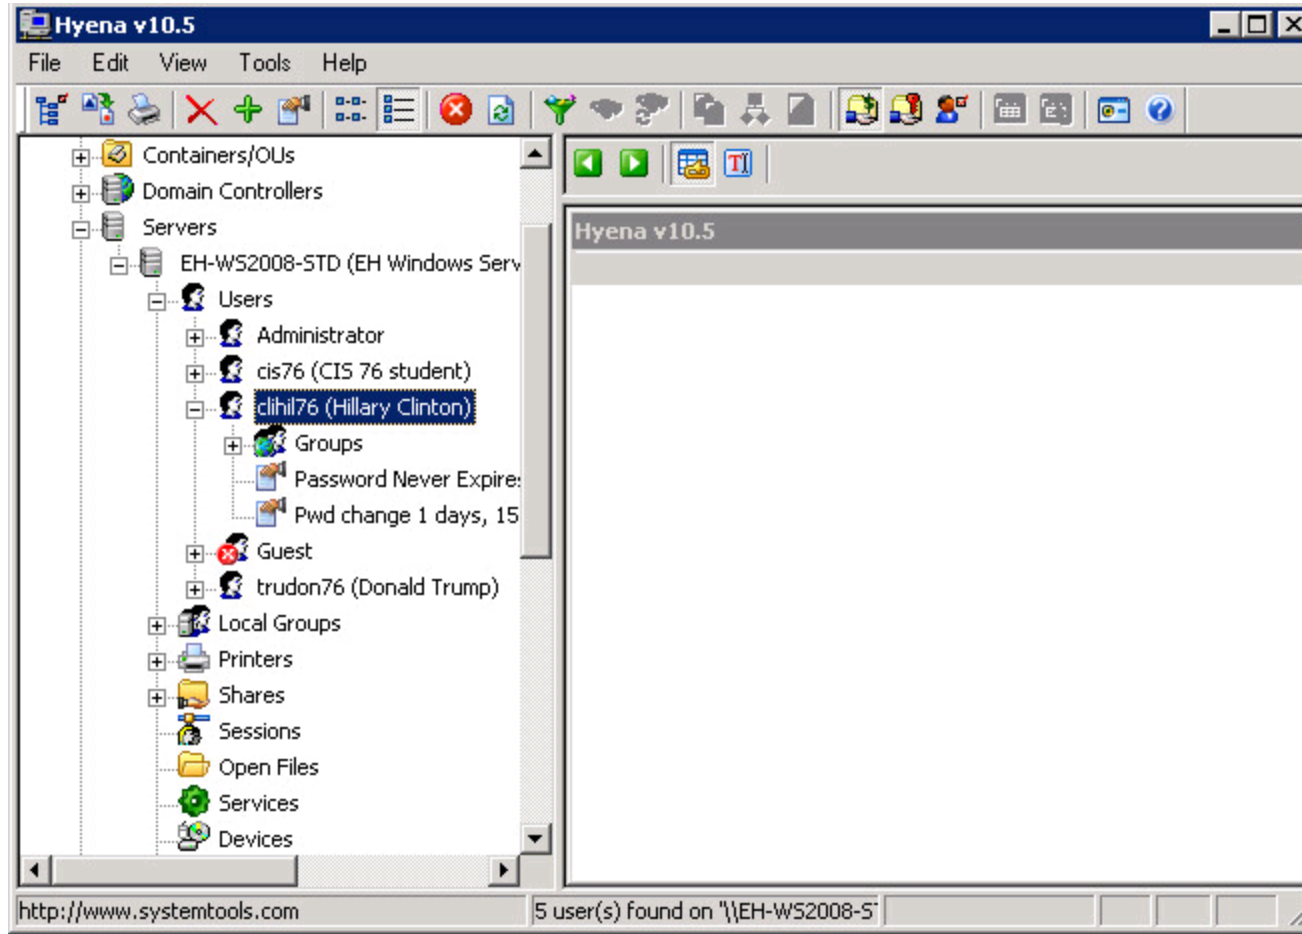 Hyena v10.5
File Edit View Tools Help
Containers/OUs
Domain Controllers
Servers
EH-WS2008-STD (EH Windows Serv
Users
Administrator
cis76 (CIS 76 student)
clihil76 (Hillary Clinton)
Groups
Password Never Expire
Pwd change 1 days, 15
Guest
trudon76 (Donald Trump)
Local Groups
Printers
Shares
Sessions
Open Files
Services
Devices
Hyena v10.5
http://www.systemtools.com
5 user(s) found on "\\EH-WS2008-S